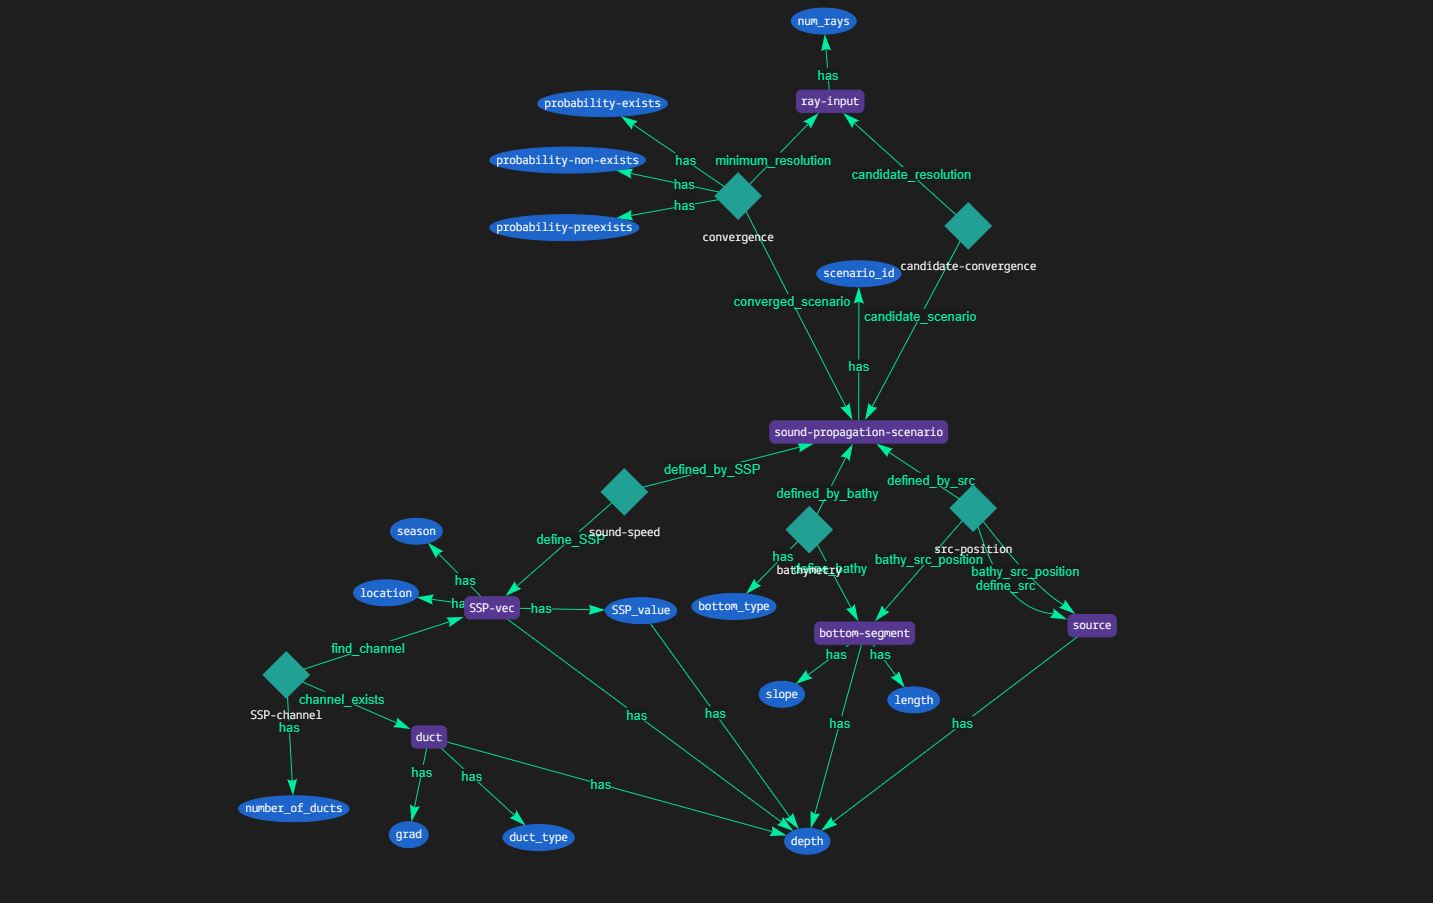 num_rays
has
ray-input
probability-exists
minimum_resolution
has
probability-non-exists
candidate_resolution
has
has
probability-preexists
convergence
candidate-convergence
scenario_id
converged_scenario
candidate_scenario
has
sound-propagation-scenario
defined_by_SSP
defined_by_src
defined_by_bathy
season
sound-speed
define_SSP
src-position
has
bathy_src_position
define_bathy
bathymetry
bathy_src_position
has
define_src
location
has
SSP-vec
has
SSP_value
bottom_type
source
bottom-segment
find_channel
has
has
slope
length
channel_exists
SSP-channel
has
has
has
has
has
duct
has
has
has
number_of_ducts
grad
duct_type
depth